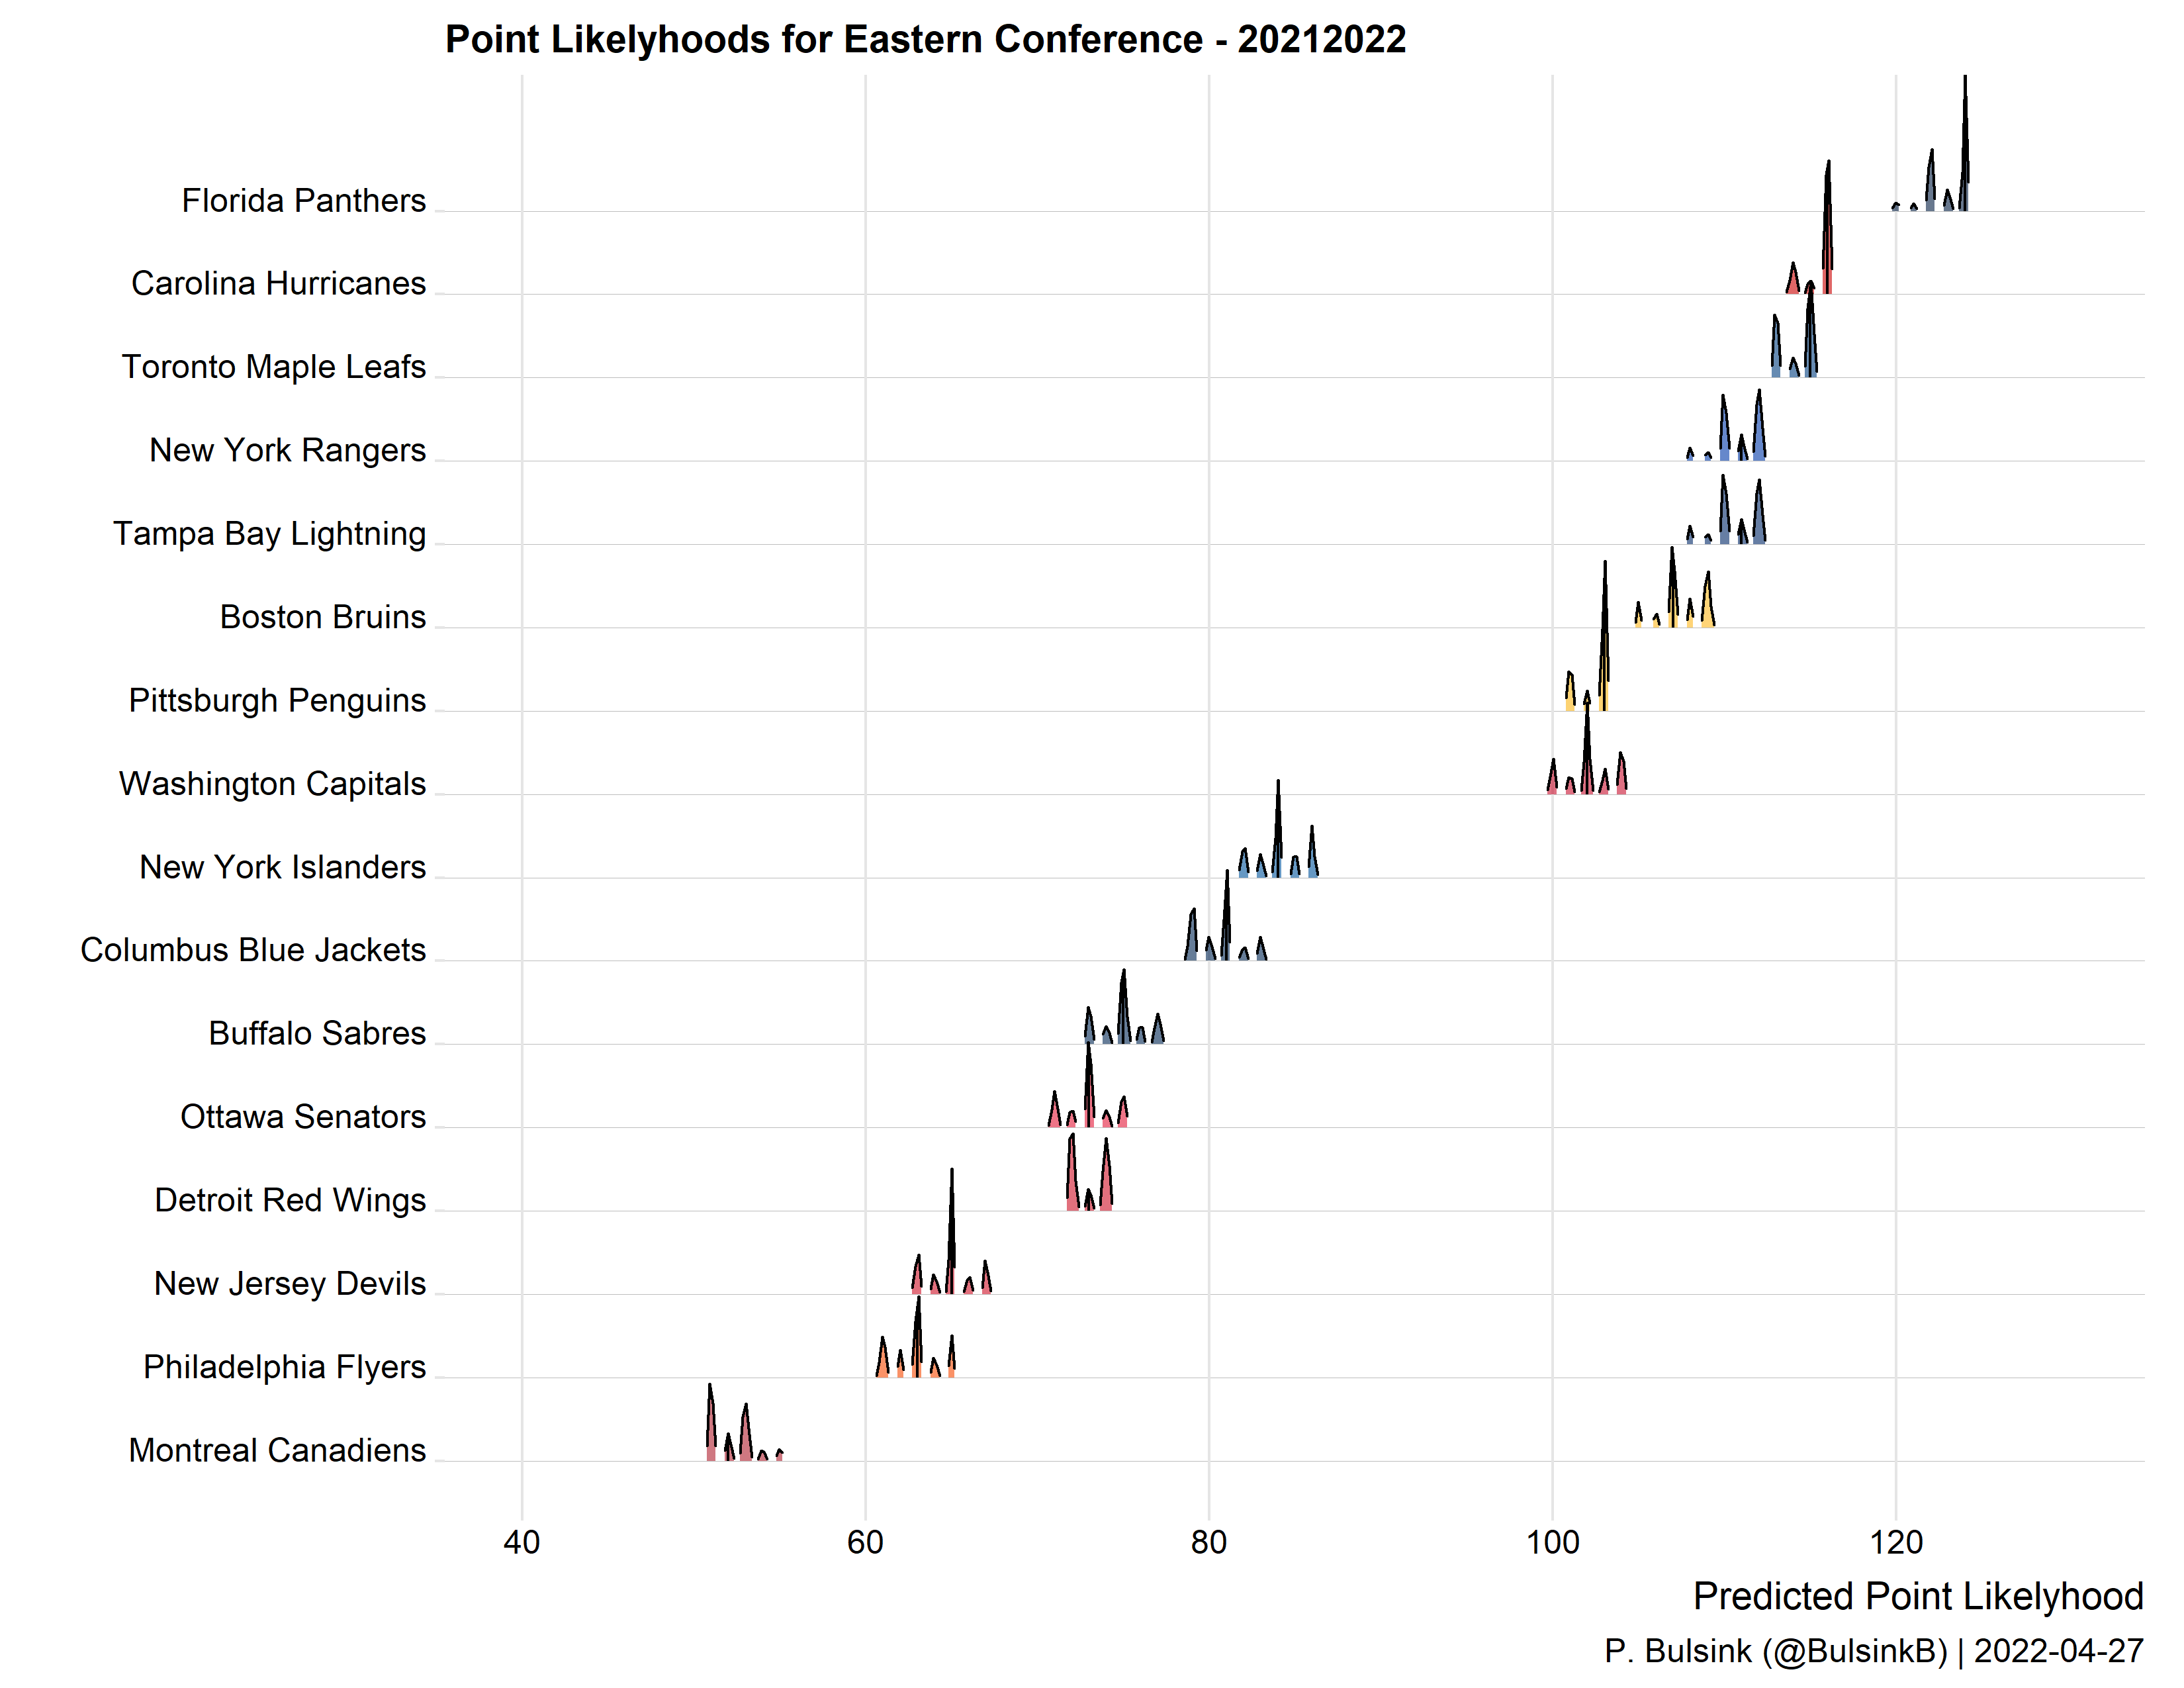 Point Likelyhoods for Eastern Conference - 20212022
Florida Panthers
Carolina Hurricanes
Toronto Maple Leafs
New York Rangers
Tampa Bay Lightning
Boston Bruins
Pittsburgh Penguins
Washington Capitals
New York Islanders
Columbus Blue Jackets
Buffalo Sabres
Ottawa Senators
Detroit Red Wings
New Jersey Devils
Philadelphia Flyers
Montreal Canadiens
40 60 80 100 120
Predicted Point Likelyhood
P. Bulsink (@BulsinkB) | 2022-04-27